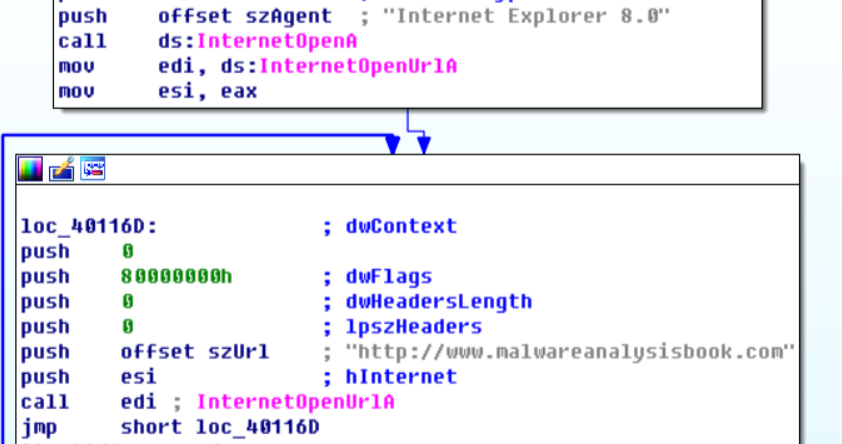 push offset szAgent ; "Internet Explorer 8.0"
call ds:InternetOpenA
mov edi, ds:InternetOpenUrlA
mov esi, eax
loc_40116D: ; dwContext
push 0
push 80000000h ; dwFlags
push 0 ; dwHeadersLength
push 0 ; lpszHeaders
push offset szUrl ; "http://www.malwareanalysisbook.com"
push esi ; hInternet
call edi ; InternetOpenUrlA
jmp short loc_40116D